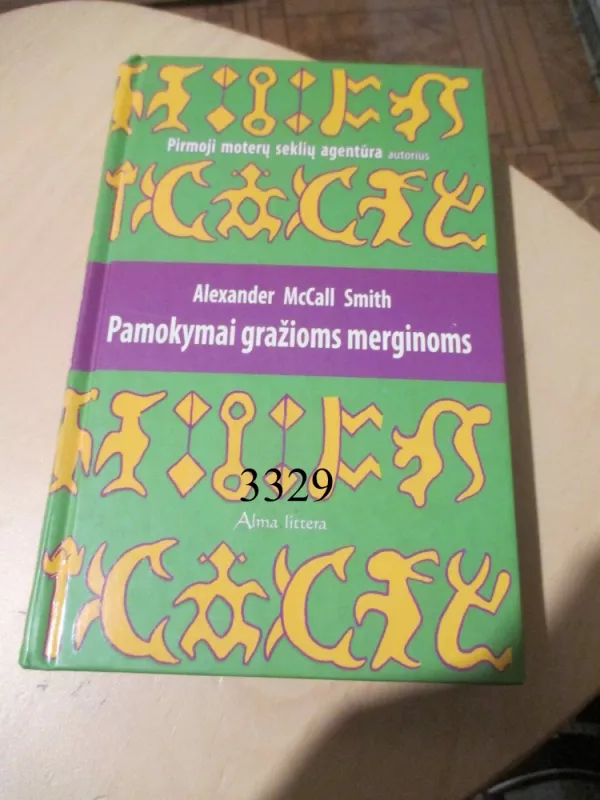 Pirmoji moterų seklių agentūra autorius
Alexander McCall Smith
Pamokymai gražioms merginoms
3329
Alma littera